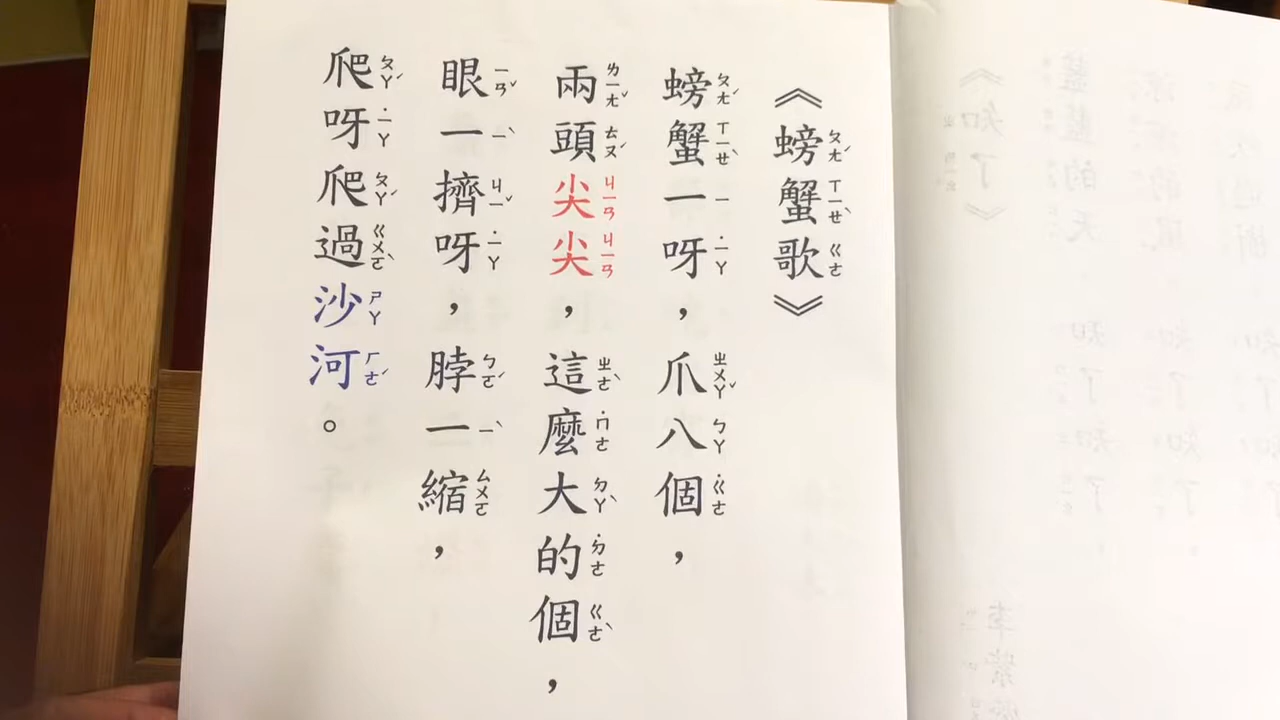 《螃蟹歌》
螃蟹一呀，爪八個，
兩頭尖尖，這麼大的個，
眼一擠呀，脖一縮，
爬呀爬過沙河。